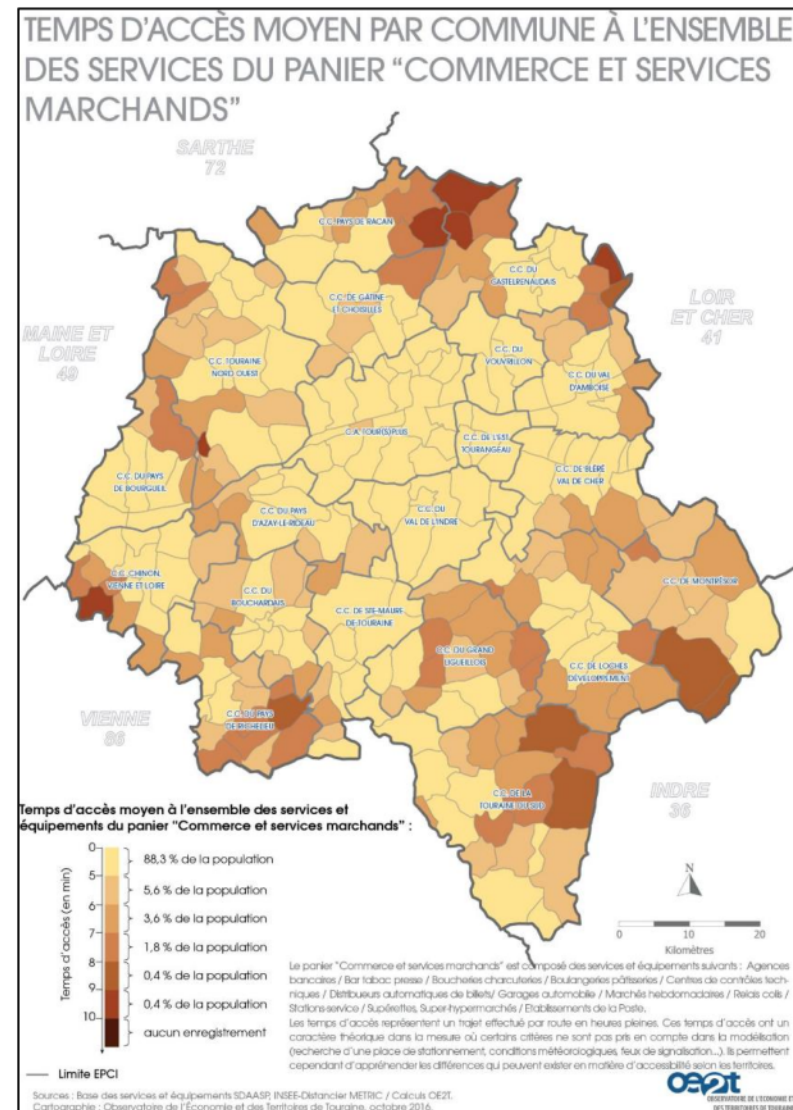 TEMPS D'ACCÈS MOYEN PAR COMMUNE À L'ENSEMBLE
DES SERVICES DU PANIER “COMMERCE ET SERVICES
MARCHANDS”
SARTHE
72
C.C. PAYS DE RACAN
C.C. DU
CASTELRENAUDAIS
C.C. DE GÂTINE
ET CHOISILLES
LOIR
ET CHER
41
MAINE ET
LOIRE
49
C.C. TOURAINE
NORD OUEST
C.C. DU
VOUVRILLON
C.C. DU VAL
D'AMBOISE
C.A. TOUR(S)PLUS
C.C. DE L'EST
TOURANGEAU
C.C. DE BLÉRÉ
VAL DE CHER
C.C. DU PAYS
DE BOURGUEIL
C.C. DU PAYS
D'AZAY-LE-RIDEAU
C.C. DU
VAL DE L'INDRE
C.C. CHINON,
VIENNE ET LOIRE
C.C. DU
BOUCHARDAIS
C.C. DE MONTRÉSOR
C.C. DE STE-MAURE
DE-TOURAINE
C.C. DU GRAND
LIGUEILLOIS
C.C. DE LOCHES
DÉVELOPPEMENT
VIENNE
86
C.C. DU PAYS
DE RICHELIEU
C.C. DE LA
TOURAINE DU SUD
INDRE
36
Temps d'accès moyen à l'ensemble des services et
équipements du panier “Commerce et services marchands” :
Temps d'accès (en min)
0
88,3 % de la population
5
5,6 % de la population
6
3,6 % de la population
7
1,8 % de la population
8
0,4 % de la population
9
0,4 % de la population
10
aucun enregistrement
Limite EPCI
N
0 10 20
Kilomètres
Le panier “Commerce et services marchands” est composé des services et équipements suivants : Agences
bancaires / Bar tabac presse / Boucheries charcuteries / Boulangeries pâtisseries / Centres de contrôles tech-
niques / Distributeurs automatiques de billets/ Garages automobile / Marchés hebdomadaires / Relais colis /
Stations-service / Supérettes, Super-hypermarchés / Etablissements de la Poste.
Les temps d'accès représentent un trajet effectué par route en heures pleines. Ces temps d'accès ont un
caractère théorique dans la mesure où certains critères ne sont pas pris en compte dans la modélisation
(recherche d'une place de stationnement, conditions météorologiques, feux de signalisation...). Ils permettent
cependant d'appréhender les différences qui peuvent exister en matière d'accessibilité selon les territoires.
oe2t
OBSERVATOIRE DE L'ÉCONOMIE ET
DES TERRITOIRES DE TOURAINE
Sources : Base des services et équipements SDAASP, INSEE-Distancier METRIC / Calculs OE2T.
Cartographie : Observatoire de l'Économie et des Territoires de Touraine, octobre 2016.